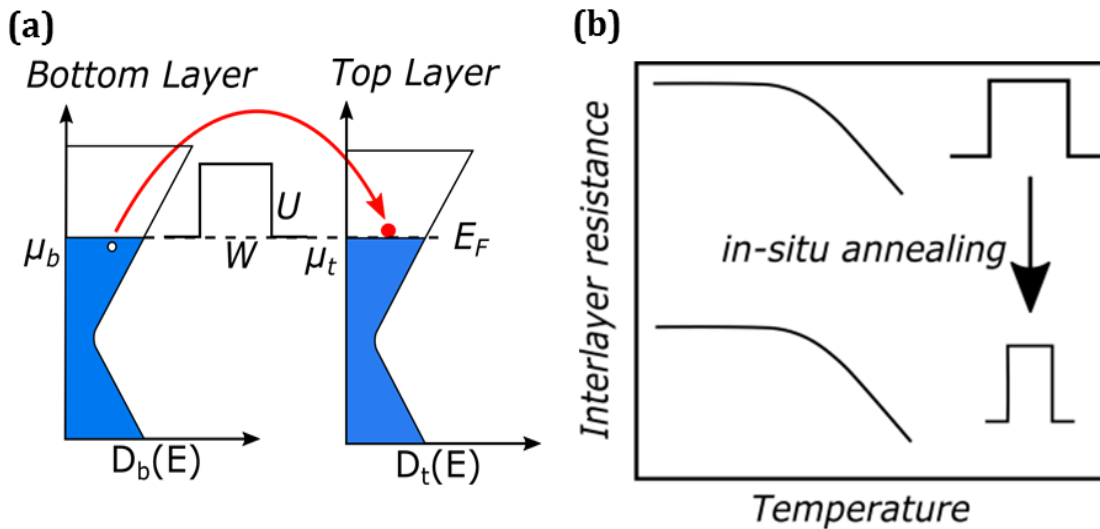 (a)
Bottom Layer
Top Layer
U
μb
W
μt
EF
Db(E)
Dt(E)
(b)
Interlayer resistance
in-situ annealing
Temperature